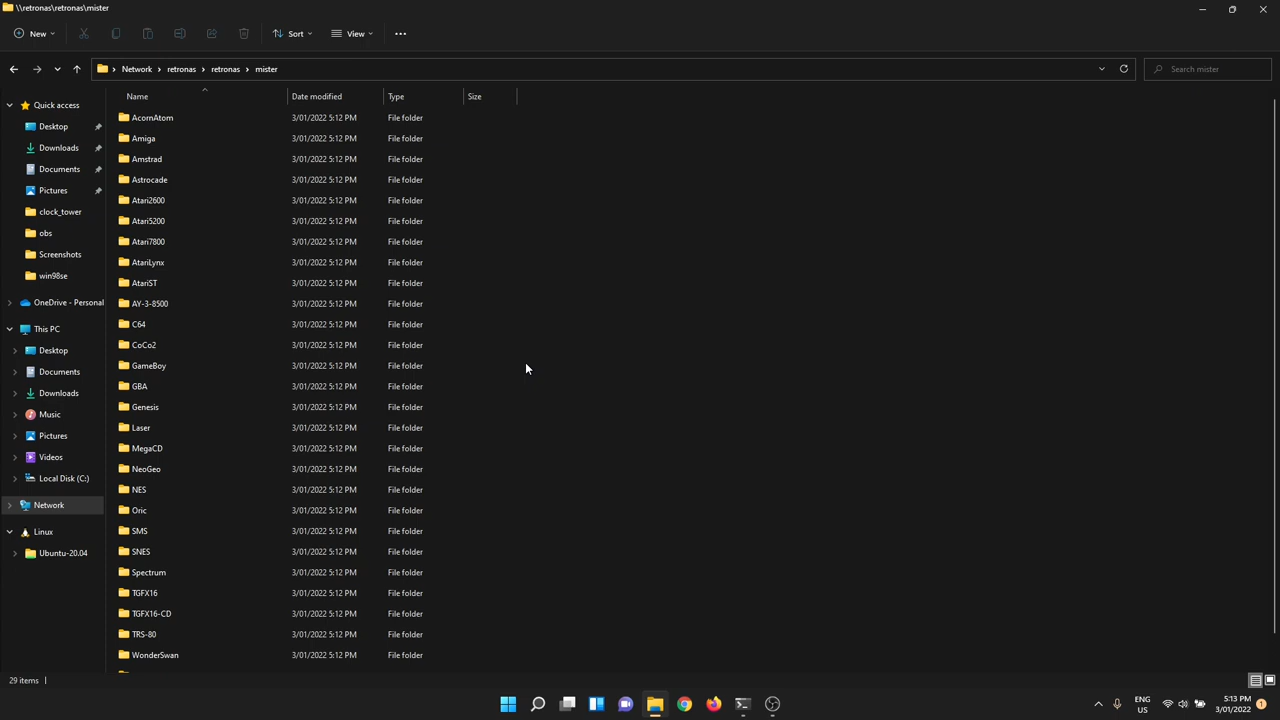 \\retronas\retronas\mister
New Sort View
Network retronas retronas mister Search mister
Name Date modified Type Size
Quick access
Desktop
Downloads
Documents
Pictures
clock_tower
obs
Screenshots
win98se
OneDrive - Personal
This PC
Desktop
Documents
Downloads
Music
Pictures
Videos
Local Disk (C:)
Network
Linux
Ubuntu-20.04
AcornAtom 3/01/2022 5:12 PM File folder
Amiga 3/01/2022 5:12 PM File folder
Amstrad 3/01/2022 5:12 PM File folder
Astrocade 3/01/2022 5:12 PM File folder
Atari2600 3/01/2022 5:12 PM File folder
Atari5200 3/01/2022 5:12 PM File folder
Atari7800 3/01/2022 5:12 PM File folder
AtariLynx 3/01/2022 5:12 PM File folder
AtariST 3/01/2022 5:12 PM File folder
AY-3-8500 3/01/2022 5:12 PM File folder
C64 3/01/2022 5:12 PM File folder
CoCo2 3/01/2022 5:12 PM File folder
GameBoy 3/01/2022 5:12 PM File folder
GBA 3/01/2022 5:12 PM File folder
Genesis 3/01/2022 5:12 PM File folder
Laser 3/01/2022 5:12 PM File folder
MegaCD 3/01/2022 5:12 PM File folder
NeoGeo 3/01/2022 5:12 PM File folder
NES 3/01/2022 5:12 PM File folder
Oric 3/01/2022 5:12 PM File folder
SMS 3/01/2022 5:12 PM File folder
SNES 3/01/2022 5:12 PM File folder
Spectrum 3/01/2022 5:12 PM File folder
TGFX16 3/01/2022 5:12 PM File folder
TGFX16-CD 3/01/2022 5:12 PM File folder
TRS-80 3/01/2022 5:12 PM File folder
WonderSwan 3/01/2022 5:12 PM File folder
29 items
ENG
US
5:13 PM
3/01/2022
1